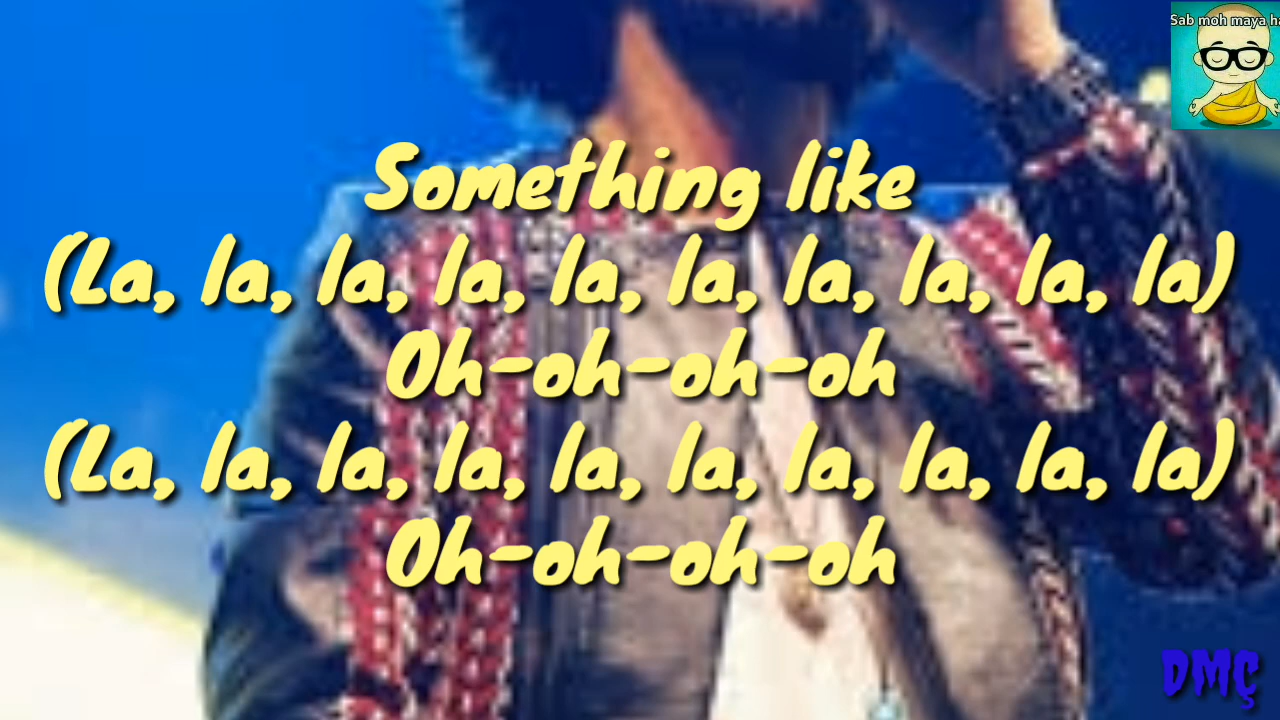 Sab moh maya
Something like
(La, la, la, la, la, la, la, la, la, la)
Oh-oh-oh-oh
(La, la, la, la, la, la, la, la, la, la)
Oh-oh-oh-oh
DMÇ